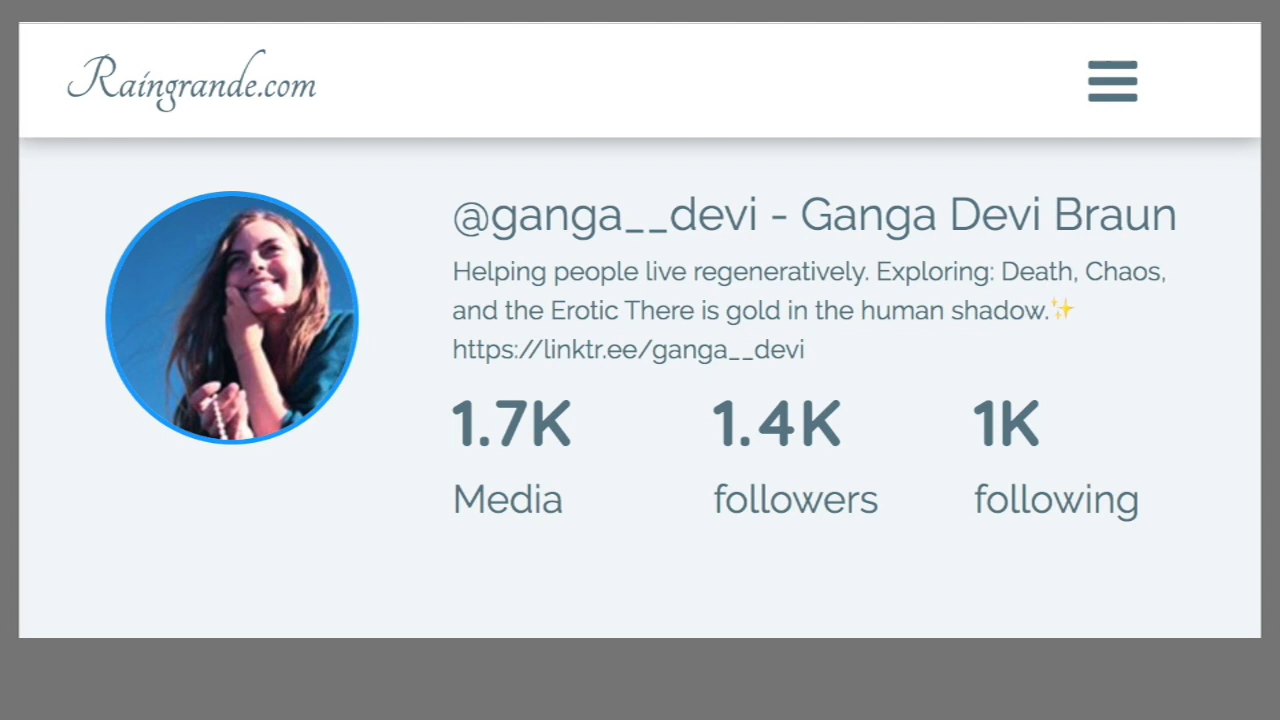 Raingrande.com
@ganga__devi - Ganga Devi Braun
Helping people live regeneratively. Exploring: Death, Chaos,
and the Erotic There is gold in the human shadow.✨
https://linktr.ee/ganga__devi
1.7K 1.4K 1K
Media followers following